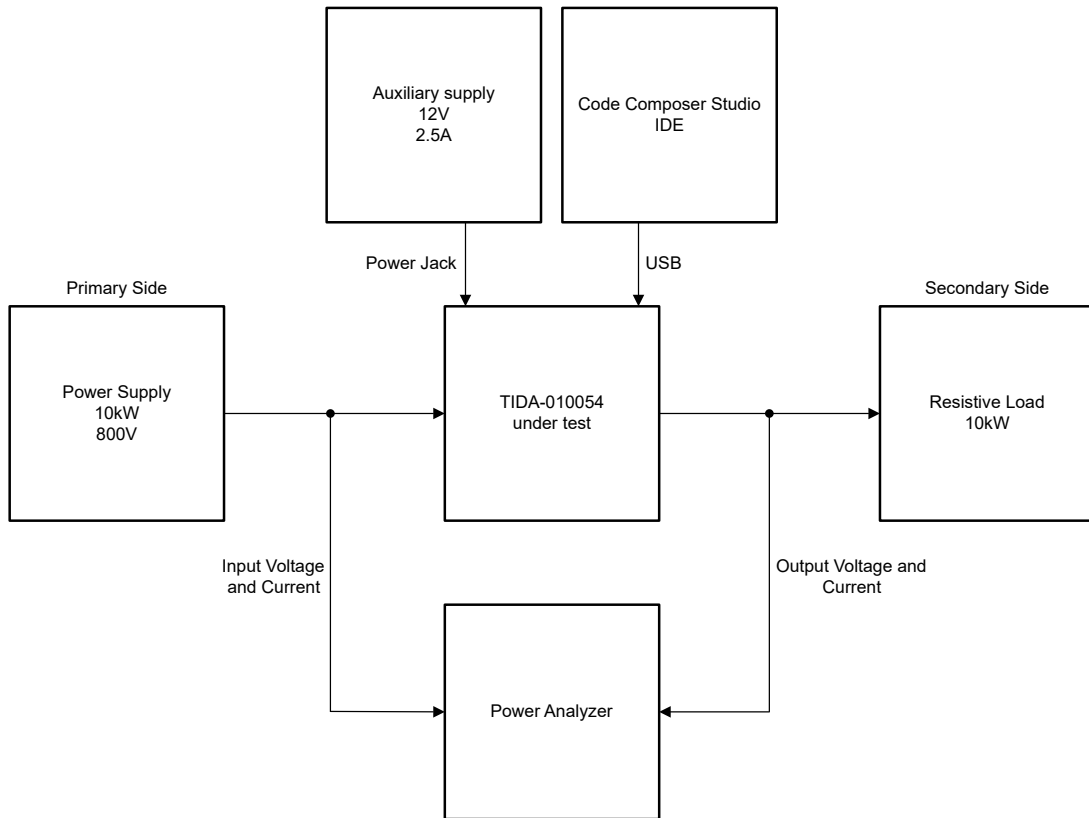 Auxiliary supply
12V
2.5A
Code Composer Studio
IDE
Power Jack
USB
Primary Side
Secondary Side
Power Supply
10kW
800V
TIDA-010054
under test
Resistive Load
10kW
Input Voltage
and Current
Output Voltage and
Current
Power Analyzer